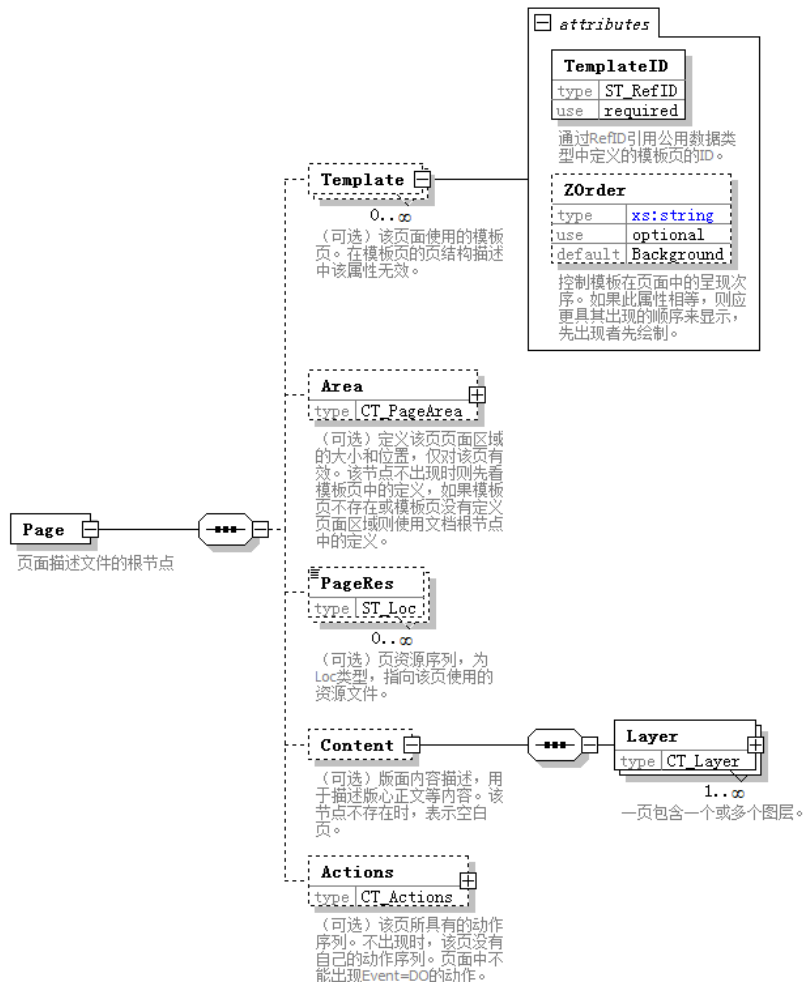 attributes
TemplateID
type ST_RefID
use required
通过RefID引用公用数据类
型中定义的模板页的ID。
ZOrder
type xs:string
use optional
default Background
控制模板在页面中的呈现次
序。如果此属性相等，则应
更具其出现的顺序来显示，
先出现者先绘制。
Template
0..∞
（可选）该页面使用的模板
页。在模板页的页结构描述
中该属性无效。
Area
type CT_PageArea
（可选）定义该页页面区域
的大小和位置，仅对该页有
效。该节点不出现时则先看
模板页中的定义，如果模板
页不存在或模板页没有定义
页面区域则使用文档根节点
中的定义。
Page
页面描述文件的根节点
PageRes
type ST_Loc
0..∞
（可选）页资源序列，为
Loc类型，指向该页使用的
资源文件。
Content
（可选）版面内容描述，用
于描述版心正文等内容。该
节点不存在时，表示空白
页。
Layer
type CT_Layer
1..∞
一页包含一个或多个图层。
Actions
type CT_Actions
（可选）该页所具有的动作
序列。不出现时，该页没有
自己的动作序列。页面中不
能出现Event=DO的动作。